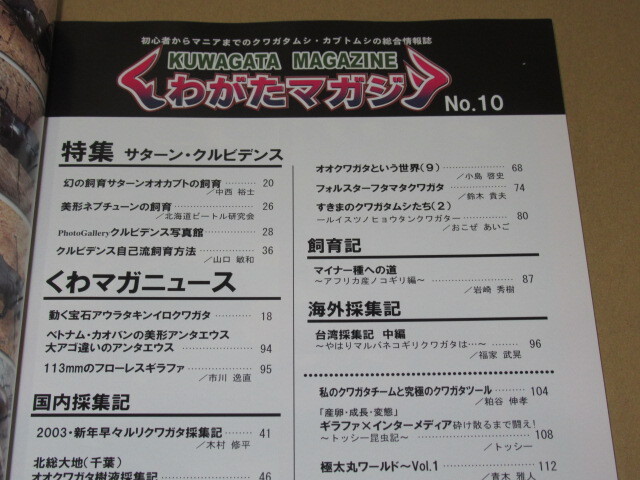 初心者からマニアまでのクワガタムシ・カブトムシの総合情報誌
KUWAGATA MAGAZINE
くわがたマガジン
No.10
特集 サターン・クルビデンス
幻の飼育サターンオオカブトの飼育 ………… 20
／中西 裕士
美形ネプチューンの飼育 ………… 26
／北海道ビートル研究会
PhotoGalleryクルビデンス写真館 ………… 28
クルビデンス自己流飼育方法 ………… 36
／山口 敏和
くわマガニュース
動く宝石アウラタキンイロクワガタ ………… 18
ベトナム・カオバンの美形アンタエウス
大アゴ違いのアンタエウス ………… 94
113mmのフローレスギラファ ………… 95
／市川 逸直
国内採集記
2003・新年早々ルリクワガタ採集記 ………… 41
／木村 修平
北総大地（千葉）
オオクワガタ樹液採集記 ………… 46
オオクワガタという世界（9） ………… 68
／小島 啓史
フォルスターフタマタクワガタ ………… 74
／鈴木 貴夫
すきまのクワガタムシたち（2）
ールイスツノヒョウタンクワガター ………… 80
／おこぜ あいご
飼育記
マイナー種への道
～アフリカ産ノコギリ編～ ………… 87
／岩崎 秀樹
海外採集記
台湾採集記 中編
～やはりマルバネコギリクワガタは…～ ………… 96
／福家 武晃
私のクワガタチームと究極のクワガタツール ………… 104
／粕谷 伸孝
「産卵・成長・変態」
ギラファ×インターメディア砕け散るまで闘え！
～トッシー昆虫記～ ………… 108
／トッシー
極太丸ワールド～Vol.1 ………… 112
／青木 雅人